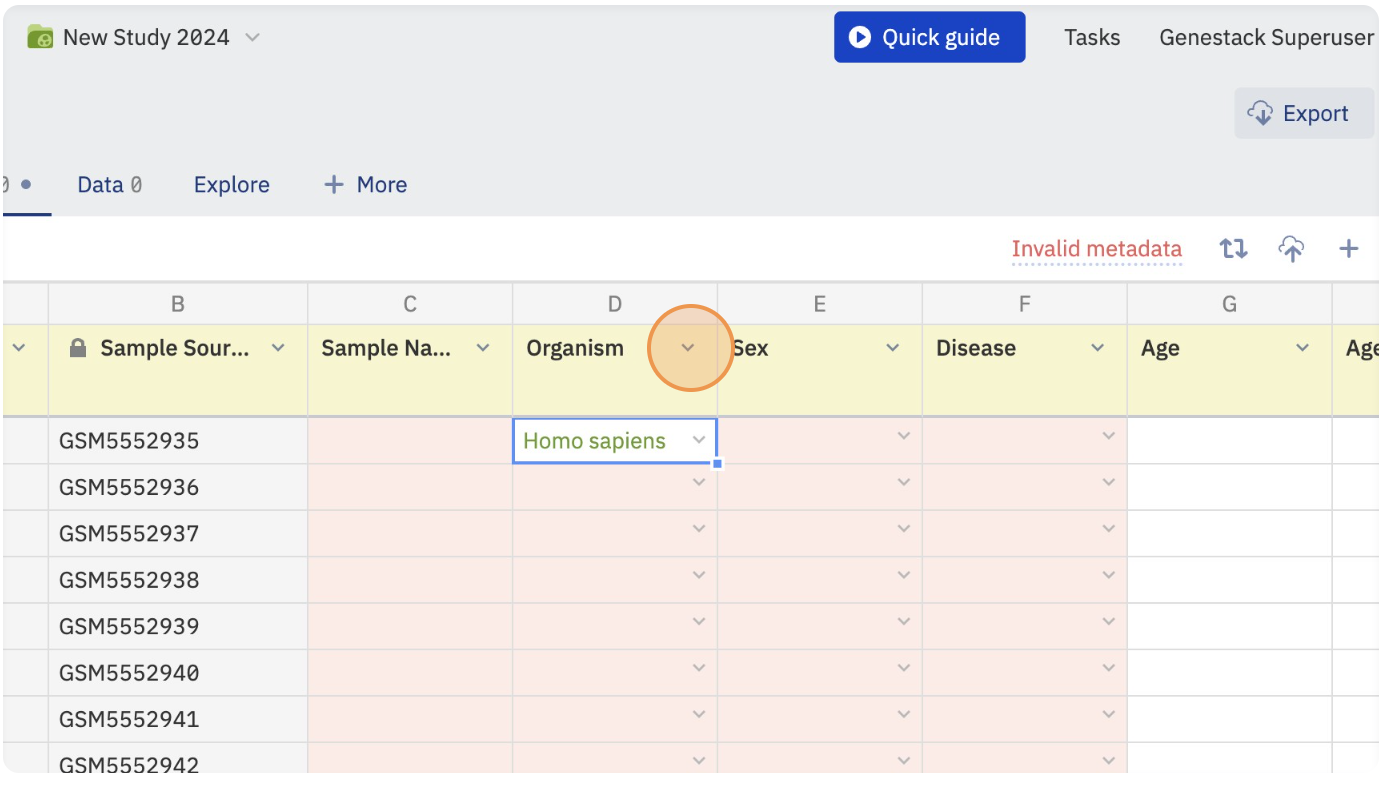 New Study 2024
Quick guide
Tasks
Genestack Superuser
Export
0
Data 0
Explore
More
Invalid metadata
B C D E F G
Sample Sour... Sample Na... Organism Sex Disease Age Age
GSM5552935 Homo sapiens
GSM5552936
GSM5552937
GSM5552938
GSM5552939
GSM5552940
GSM5552941
GSM5552942